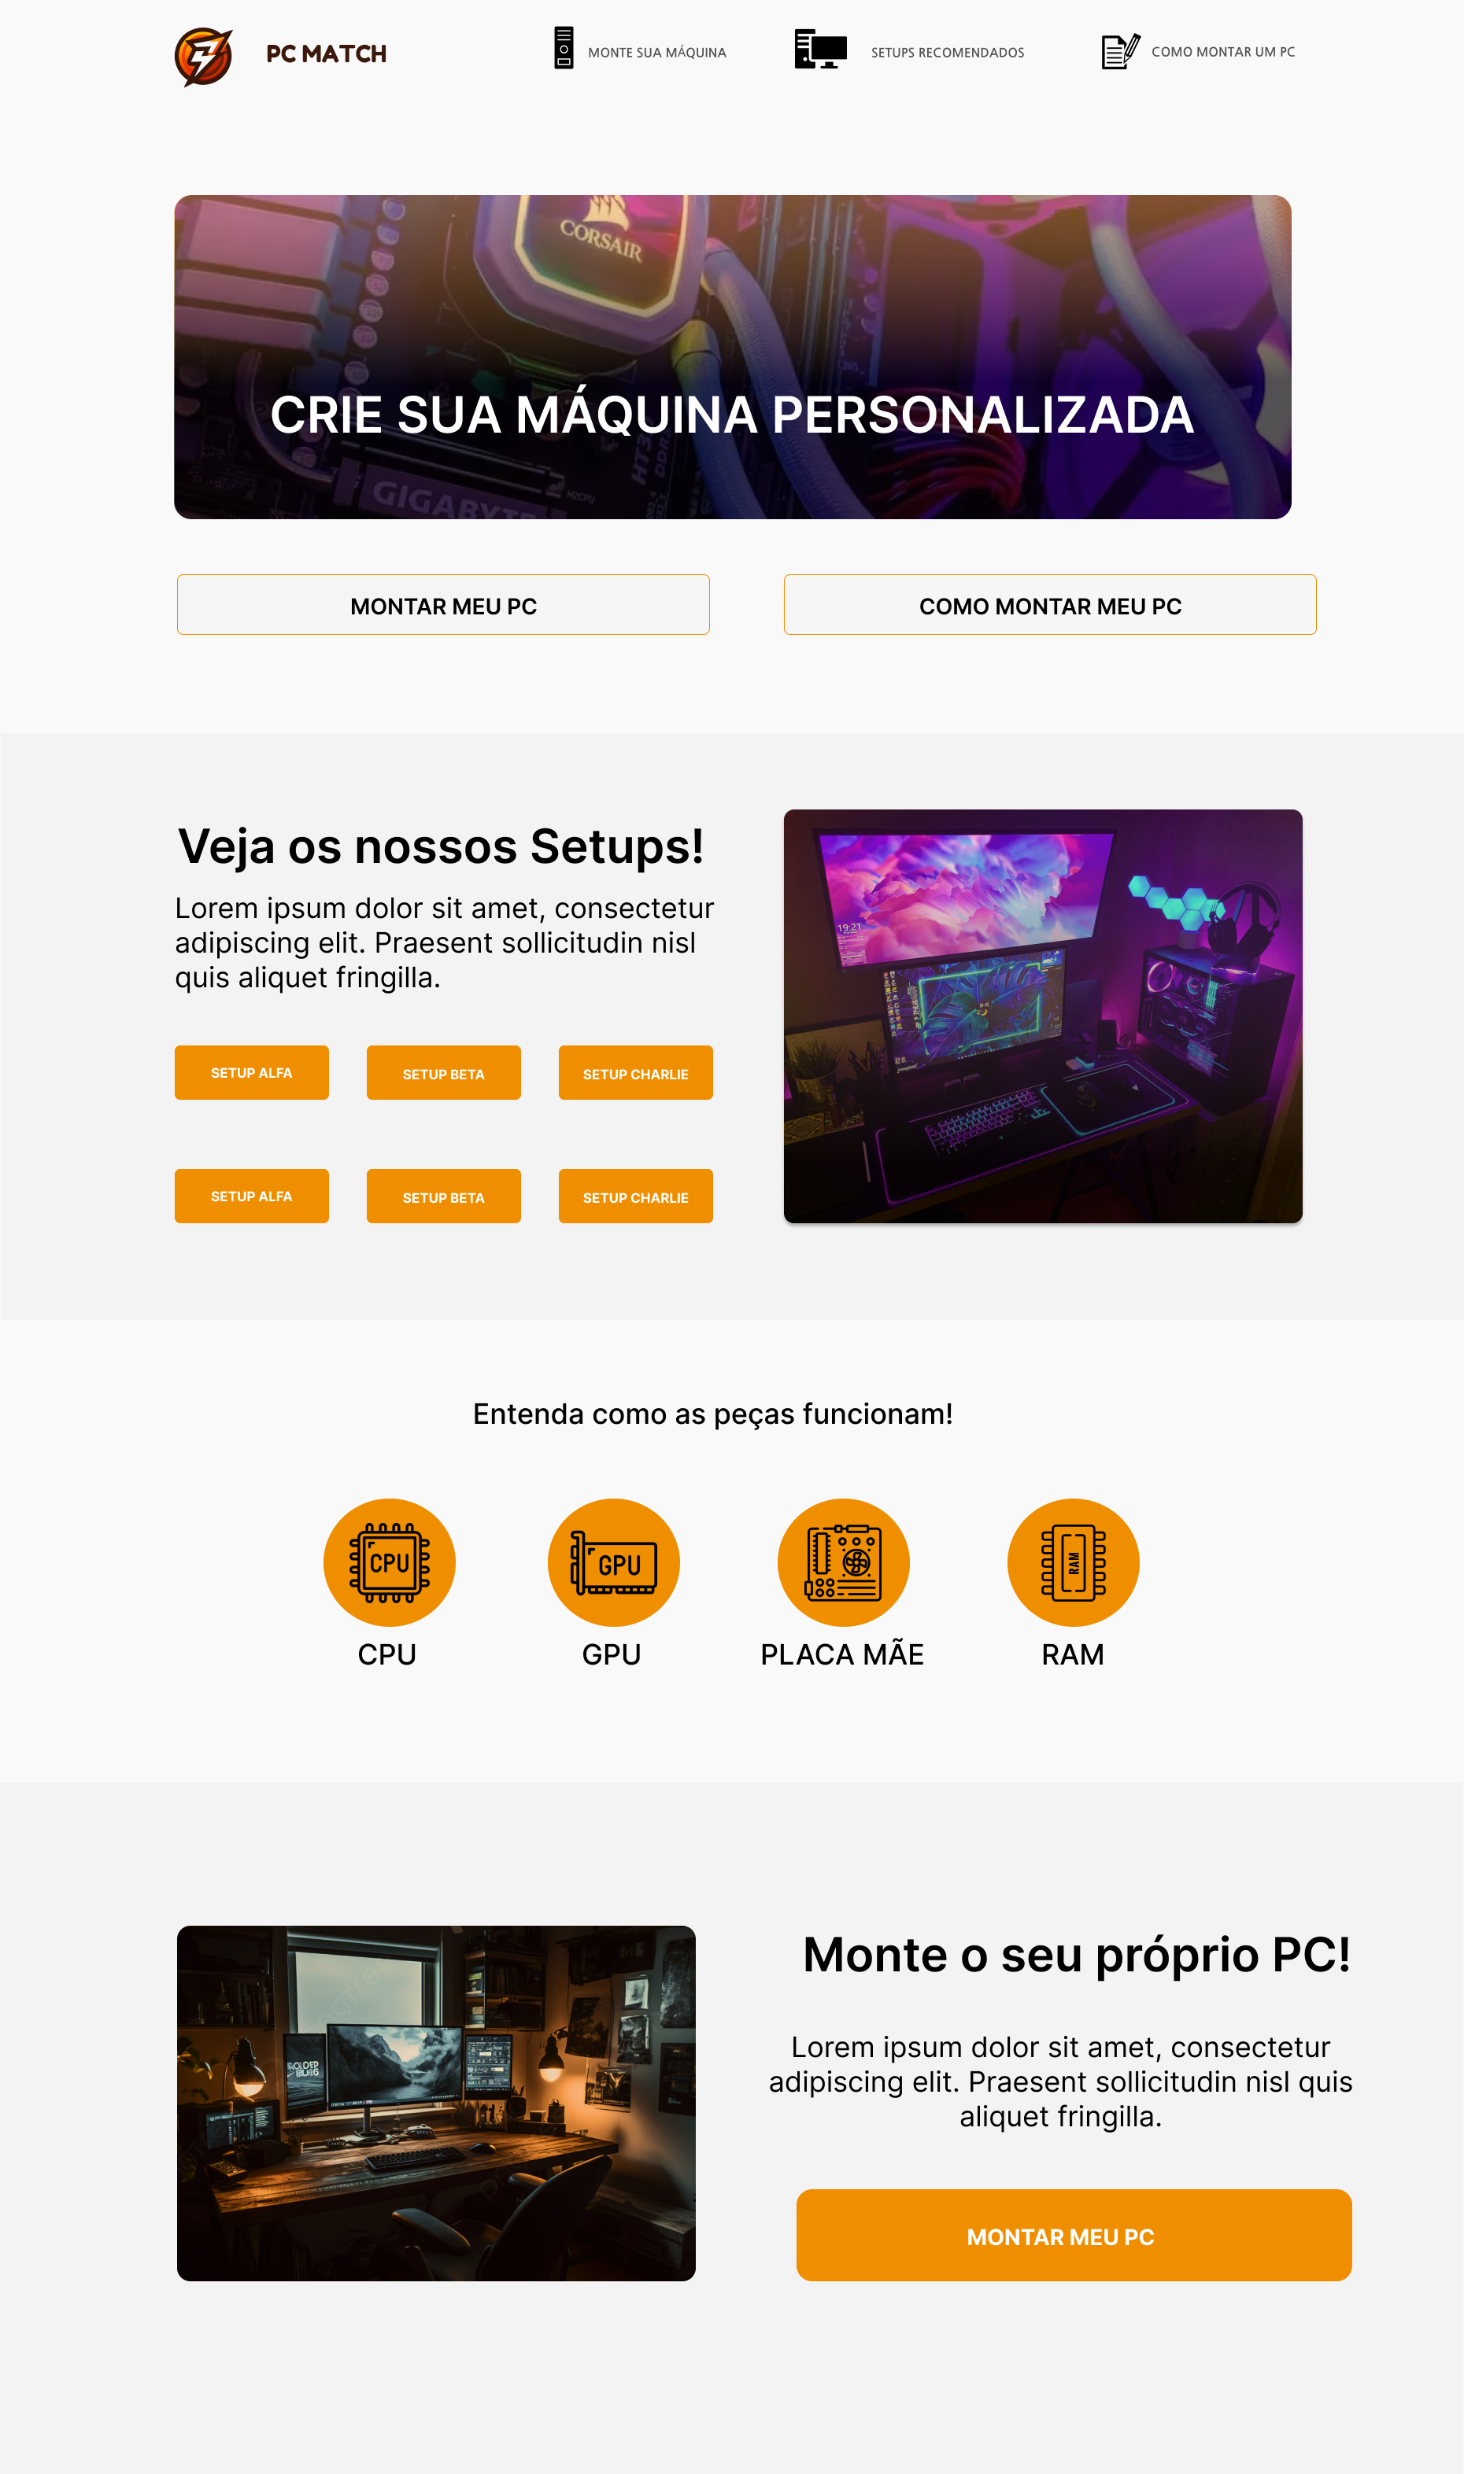 PC MATCH
MONTE SUA MÁQUINA
SETUPS RECOMENDADOS
COMO MONTAR UM PC
CORSAIR
CRIE SUA MÁQUINA PERSONALIZADA
GIGABYTE
M2CPU
MONTAR MEU PC
COMO MONTAR MEU PC
Veja os nossos Setups!
Lorem ipsum dolor sit amet, consectetur
adipiscing elit. Praesent sollicitudin nisl
quis aliquet fringilla.
19:21
SETUP ALFA
SETUP BETA
SETUP CHARLIE
SETUP ALFA
SETUP BETA
SETUP CHARLIE
Entenda como as peças funcionam!
CPU
GPU
RAM
CPU
GPU
PLACA MÃE
RAM
Monte o seu próprio PC!
Lorem ipsum dolor sit amet, consectetur
adipiscing elit. Praesent sollicitudin nisl quis
aliquet fringilla.
MONTAR MEU PC